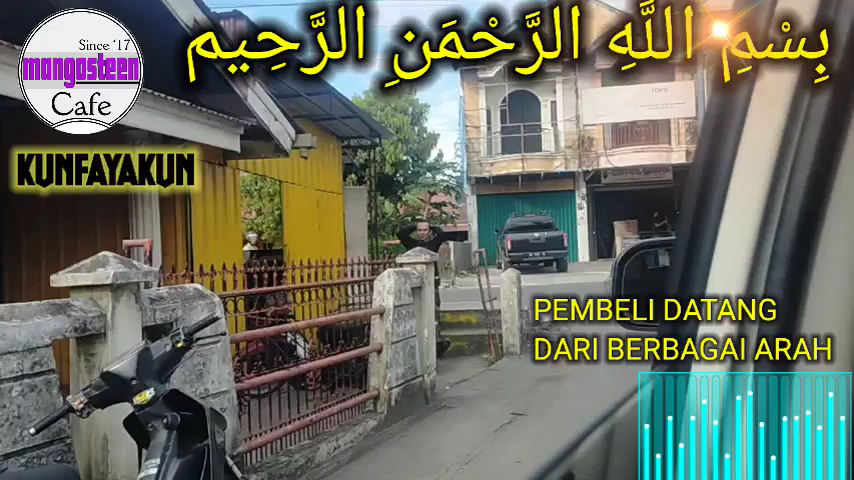 بِسْمِ اللَّهِ الرَّحْمَنِ الرَّحِيم
Since '17
mangosteen
Cafe
KUNFAYAKUN
PEMBELI DATANG
DARI BERBAGAI ARAH